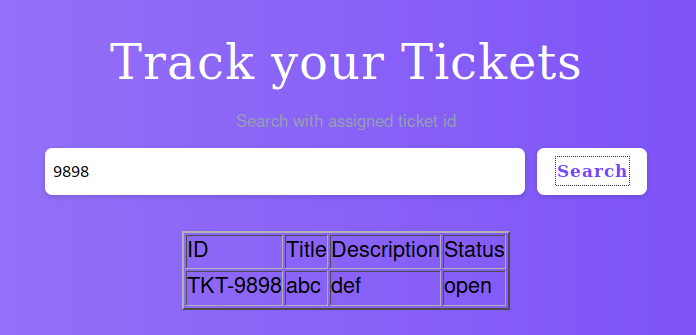 Track your Tickets
Search with assigned ticket id
9898 Search
ID Title Description Status
TKT-9898 abc def open